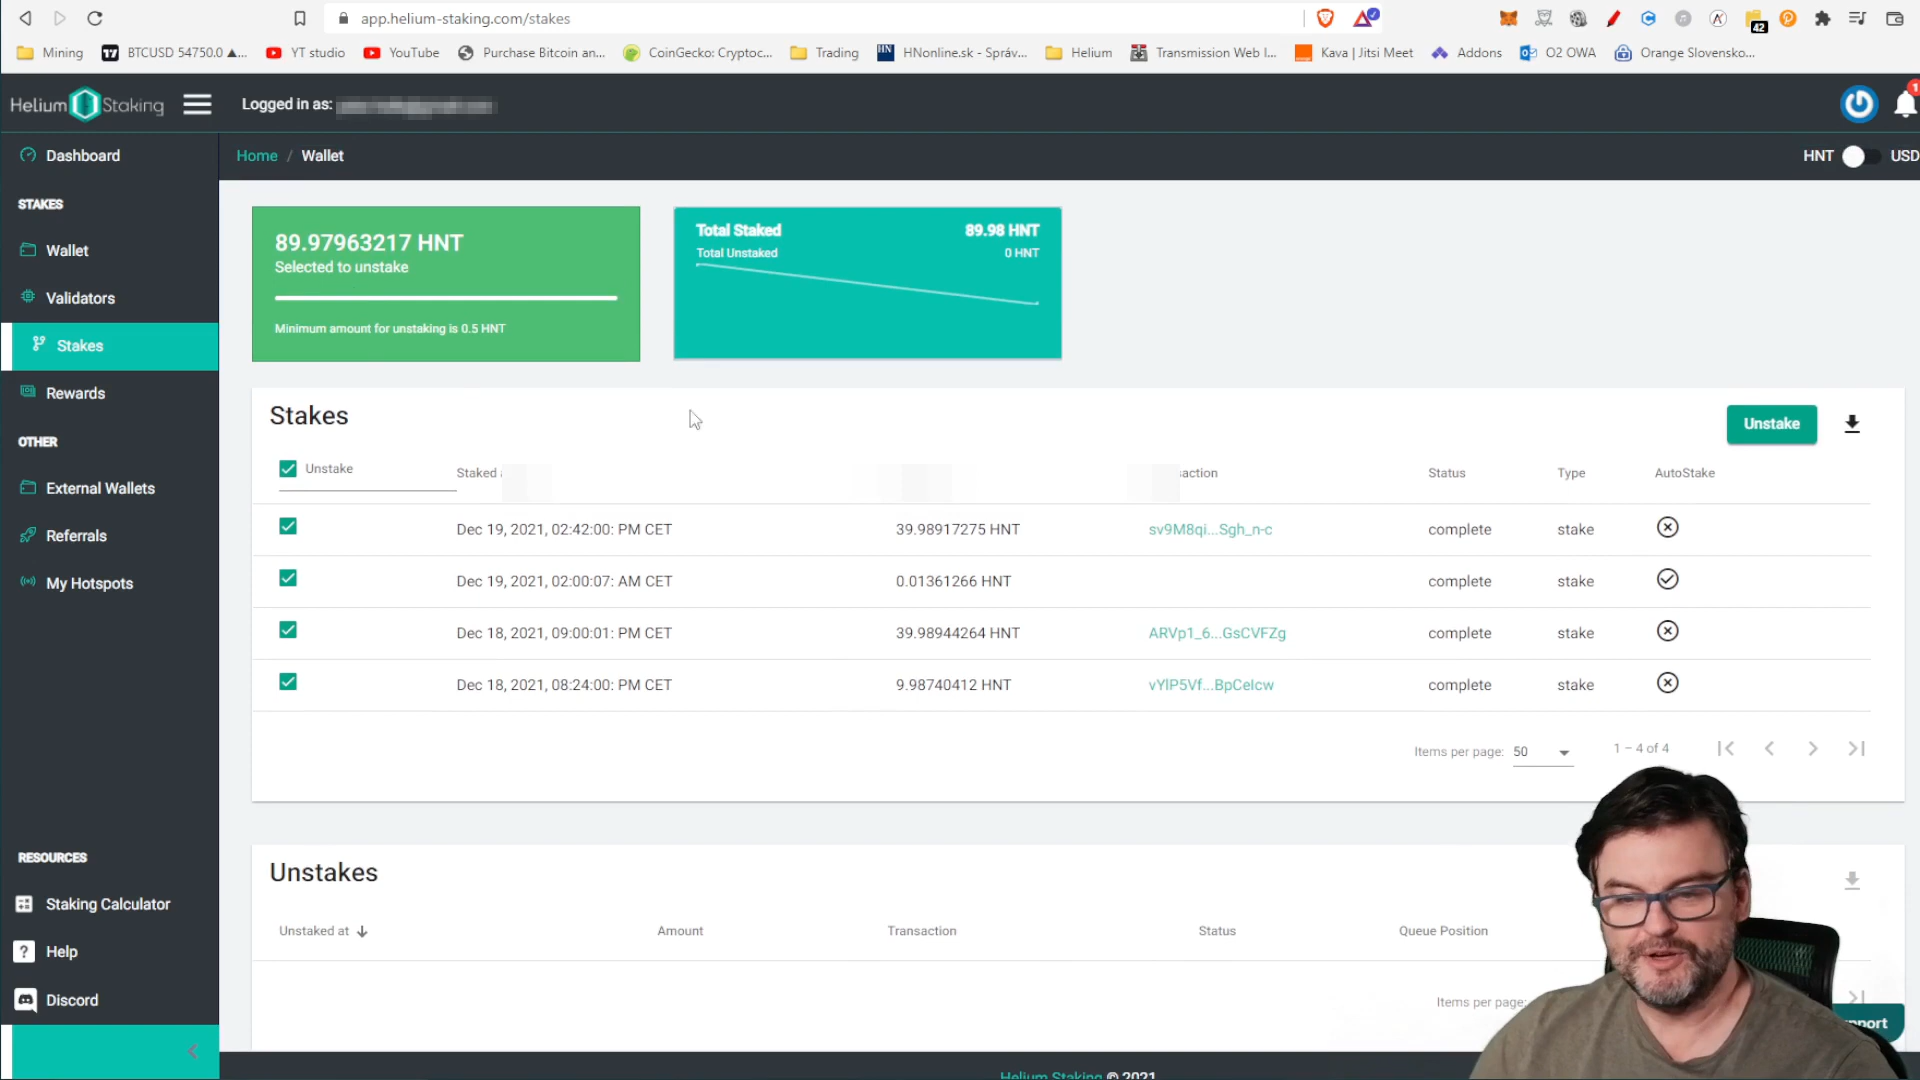 app.helium-staking.com/stakes
42
Mining
BTCUSD 54750.0 ▲...
YT studio
YouTube
Purchase Bitcoin an...
CoinGecko: Cryptoc...
Trading
HNonline.sk - Správ...
Helium
Transmission Web I...
Kava | Jitsi Meet
Addons
O2 OWA
Orange Slovensko...
Helium Staking
Logged in as:
1
Dashboard
Home / Wallet
HNT
USD
STAKES
Wallet
Validators
Stakes
Rewards
OTHER
External Wallets
Referrals
My Hotspots
RESOURCES
Staking Calculator
Help
Discord
89.97963217 HNT
Selected to unstake
Minimum amount for unstaking is 0.5 HNT
Total Staked 89.98 HNT
Total Unstaked 0 HNT
Stakes
Unstake
Unstake Staked action Status Type AutoStake
Dec 19, 2021, 02:42:00: PM CET 39.98917275 HNT sv9M8qi...Sgh_n-c complete stake
Dec 19, 2021, 02:00:07: AM CET 0.01361266 HNT complete stake
Dec 18, 2021, 09:00:01: PM CET 39.98944264 HNT ARVp1_6...GsCVFZg complete stake
Dec 18, 2021, 08:24:00: PM CET 9.98740412 HNT vYlP5Vf...BpCeIcw complete stake
Items per page: 50 1 – 4 of 4
Unstakes
Unstaked at Amount Transaction Status Queue Position
Items per page:
pport
Helium Staking © 2021